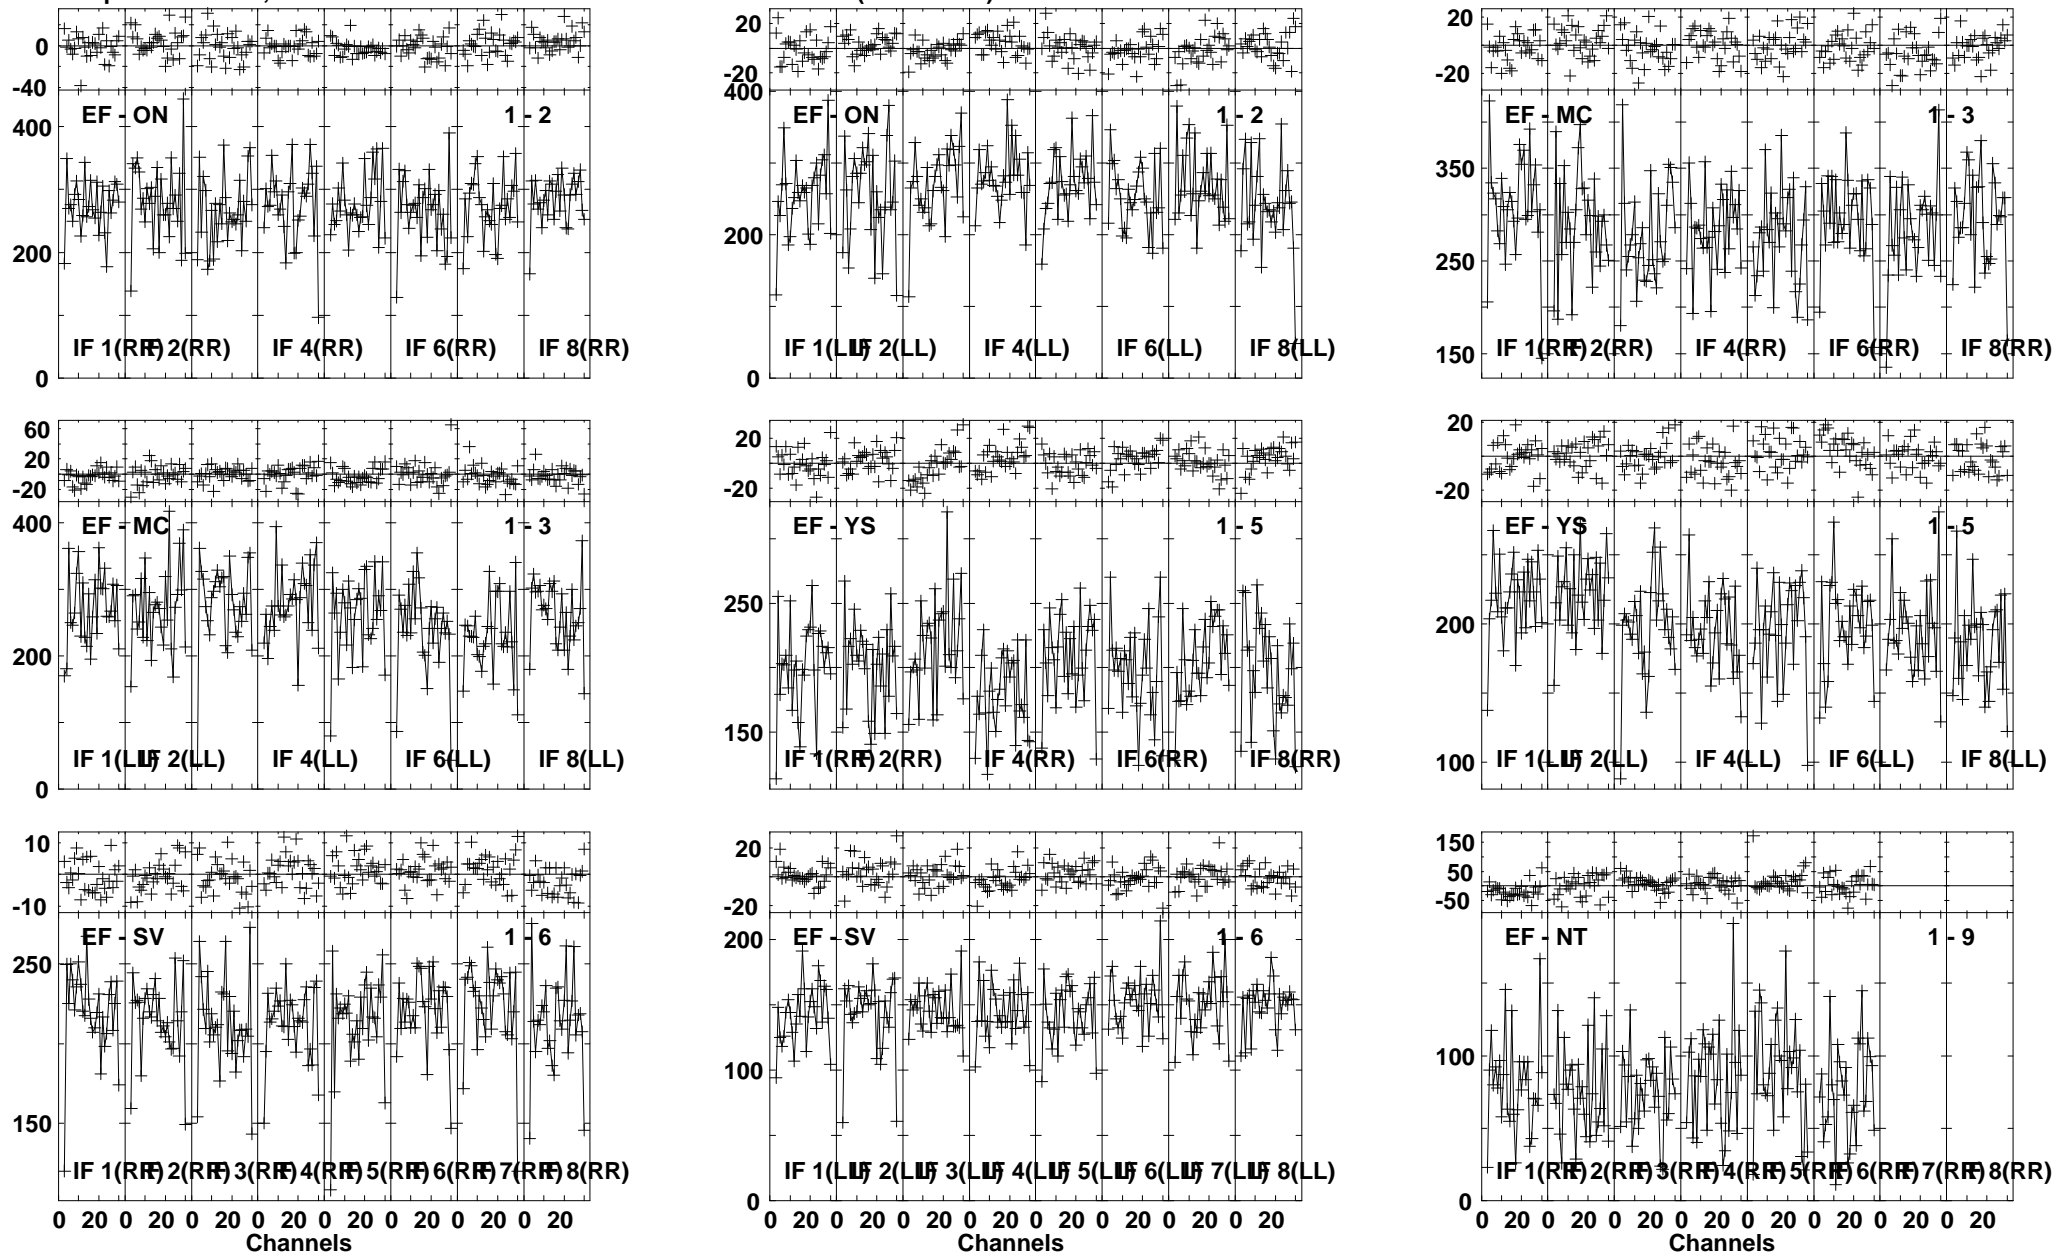 20 20
0
-40 -20 -20
EF - ON 1 - 2 400 EF - ON 1 - 2 EF - MC 1 - 3
400 350
200 200 250
IF 1(RR) IF 2(RR) IF 4(RR) IF 6(RR) IF 8(RR) IF 1(LL) IF 2(LL) IF 4(LL) IF 6(LL) IF 8(LL) 150 IF 1(RR) IF 2(RR) IF 4(RR) IF 6(RR) IF 8(RR)
0 0
60 20 20
20
-20 -20 -20
400 EF - MC 1 - 3 EF - YS 1 - 5 EF - YS 1 - 5
250 200
200 150
IF 1(LL) IF 2(LL) IF 4(LL) IF 6(LL) IF 8(LL) IF 1(RR) IF 2(RR) IF 4(RR) IF 6(RR) IF 8(RR) 100 IF 1(LL) IF 2(LL) IF 4(LL) IF 6(LL) IF 8(LL)
0
10 20 150
50
-10 -20 -50
EF - SV 1 - 6 200 EF - SV 1 - 6 EF - NT 1 - 9
250
100 100
150
IF 1(RR) IF 2(RR) IF 3(RR) IF 4(RR) IF 5(RR) IF 6(RR) IF 7(RR) IF 8(RR) IF 1(LL) IF 2(LL) IF 3(LL) IF 4(LL) IF 5(LL) IF 6(LL) IF 7(LL) IF 8(LL) IF 1(RR) IF 2(RR) IF 3(RR) IF 4(RR) IF 5(RR) IF 6(RR) IF 7(RR) IF 8(RR)
0 0
0 20 0 20 0 20 0 20 0 20 0 20 0 20 0 20 0 20 0 20 0 20 0 20 0 20 0 20 0 20 0 20 0 20 0 20 0 20 0 20 0 20 0 20 0 20 0 20
Channels Channels Channels